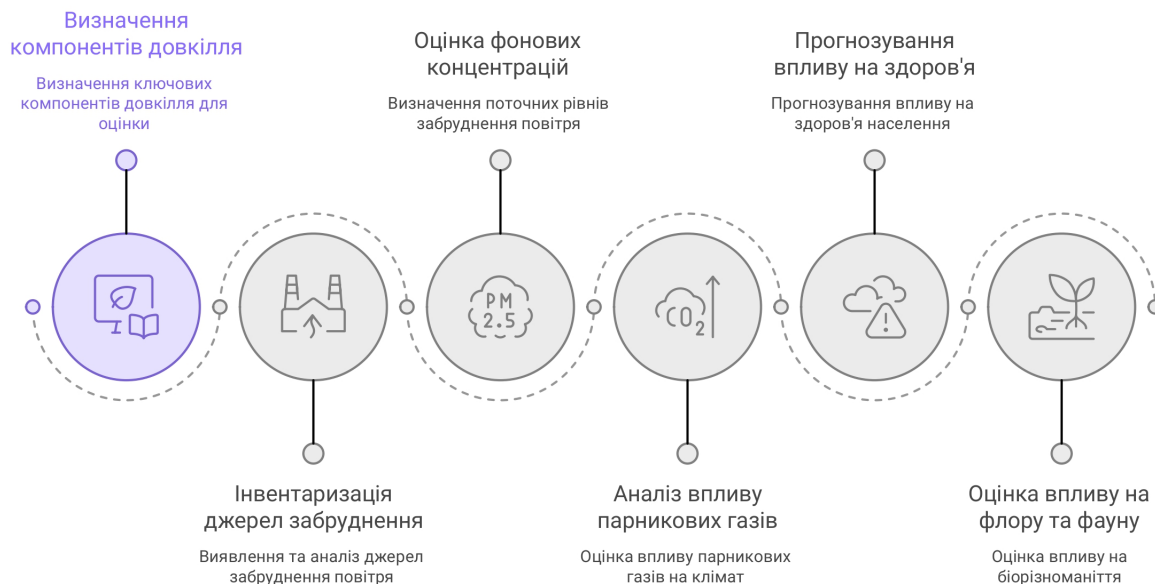 Визначення
компонентів довкілля
Визначення ключових
компонентів довкілля для
оцінки
Інвентаризація
джерел забруднення
Виявлення та аналіз джерел
забруднення повітря
Оцінка фонових
концентрацій
Визначення поточних рівнів
забруднення повітря
PM
2.5
Аналіз впливу
парникових газів
Оцінка впливу парникових
газів на клімат
CO₂
Прогнозування
впливу на здоров'я
Прогнозування впливу на
здоров'я населення
Оцінка впливу на
флору та фауну
Оцінка впливу на
біорізноманіття